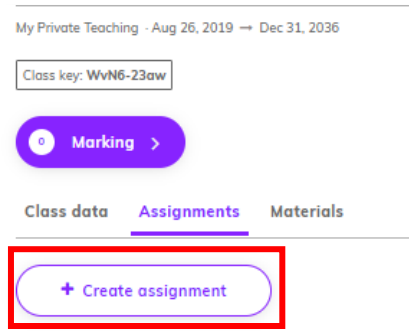 My Private Teaching - Aug 26, 2019 → Dec 31, 2036
Class key: WvN6-23aw
0 Marking >
Class data Assignments Materials
+ Create assignment